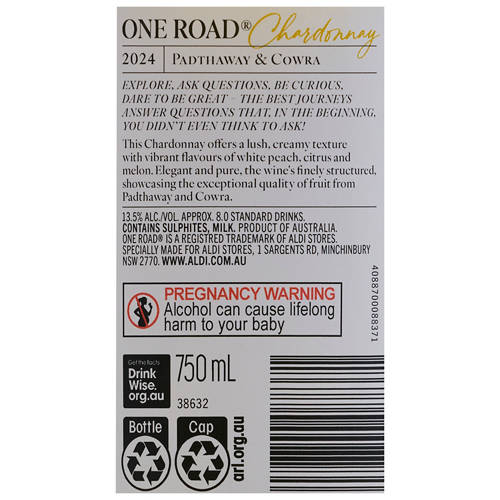 ONE ROAD® Chardonnay
2024 | PADTHAWAY & COWRA
EXPLORE, ASK QUESTIONS, BE CURIOUS.
DARE TO BE GREAT – THE BEST JOURNEYS
ANSWER QUESTIONS THAT, IN THE BEGINNING,
YOU DIDN'T EVEN THINK TO ASK!
This Chardonnay offers a lush, creamy texture
with vibrant flavours of white peach, citrus and
melon. Elegant and pure, the wine's finely structured,
showcasing the exceptional quality of fruit from
Padthaway and Cowra.
13.5% ALC./VOL. APPROX. 8.0 STANDARD DRINKS.
CONTAINS SULPHITES, MILK. PRODUCT OF AUSTRALIA.
ONE ROAD® IS A REGISTRED TRADEMARK OF ALDI STORES.
SPECIALLY MADE FOR ALDI STORES, 1 SARGENTS RD, MINCHINBURY
NSW 2770. WWW.ALDI.COM.AU
4088700088371
PREGNANCY WARNING
Alcohol can cause lifelong
harm to your baby
Get the facts
Drink
Wise.
org.au
750 mL
38632
Bottle
Cap
arl.org.au